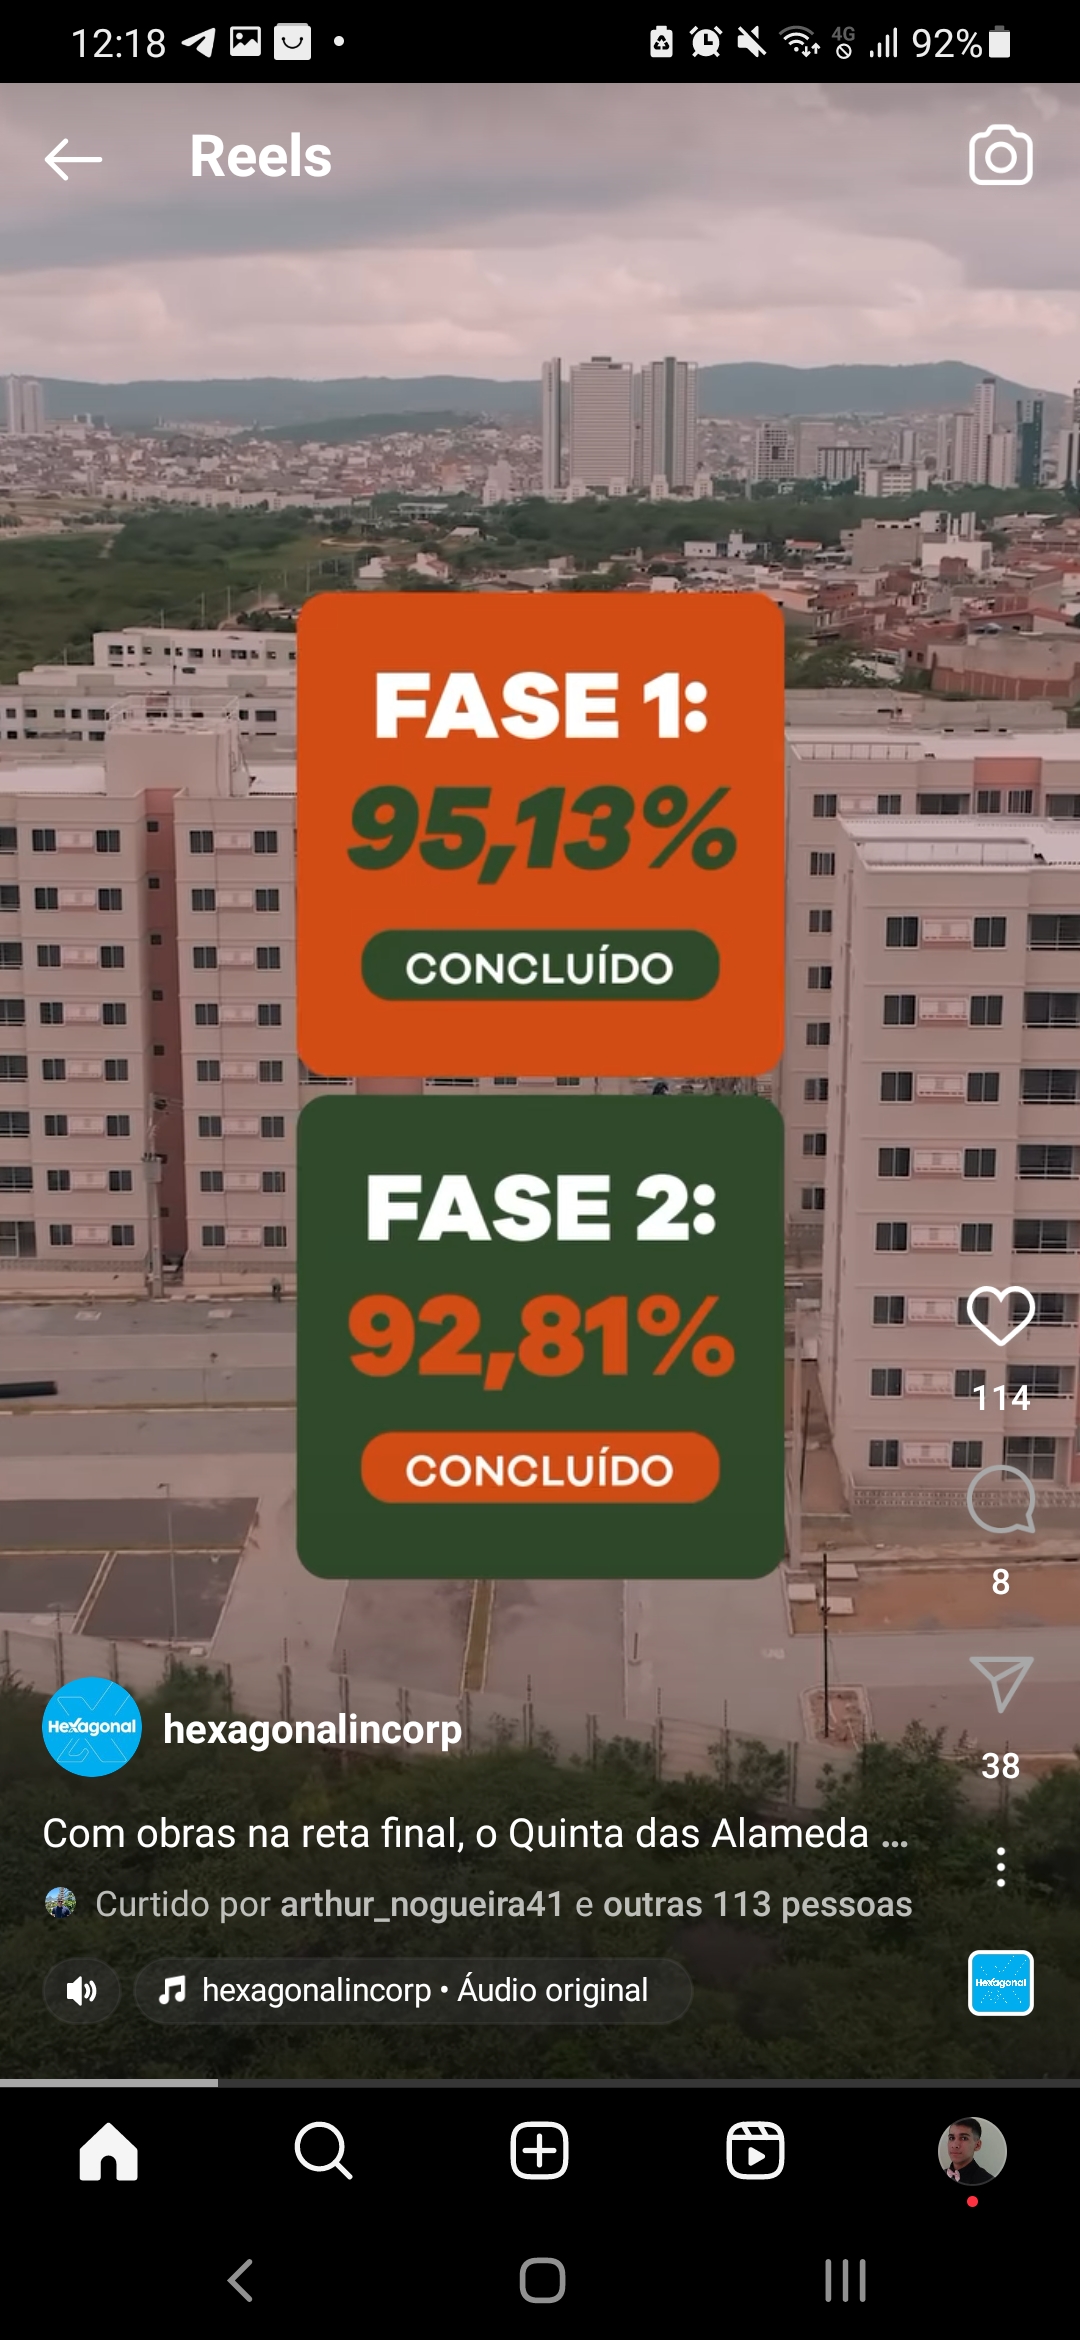 12:18
4G
92%
Reels
FASE 1:
95,13%
CONCLUÍDO
FASE 2:
92,81%
CONCLUÍDO
114
8
38
Hexagonal
hexagonalincorp
Com obras na reta final, o Quinta das Alameda ...
Curtido por arthur_nogueira41 e outras 113 pessoas
hexagonalincorp • Áudio original
Hexagonal